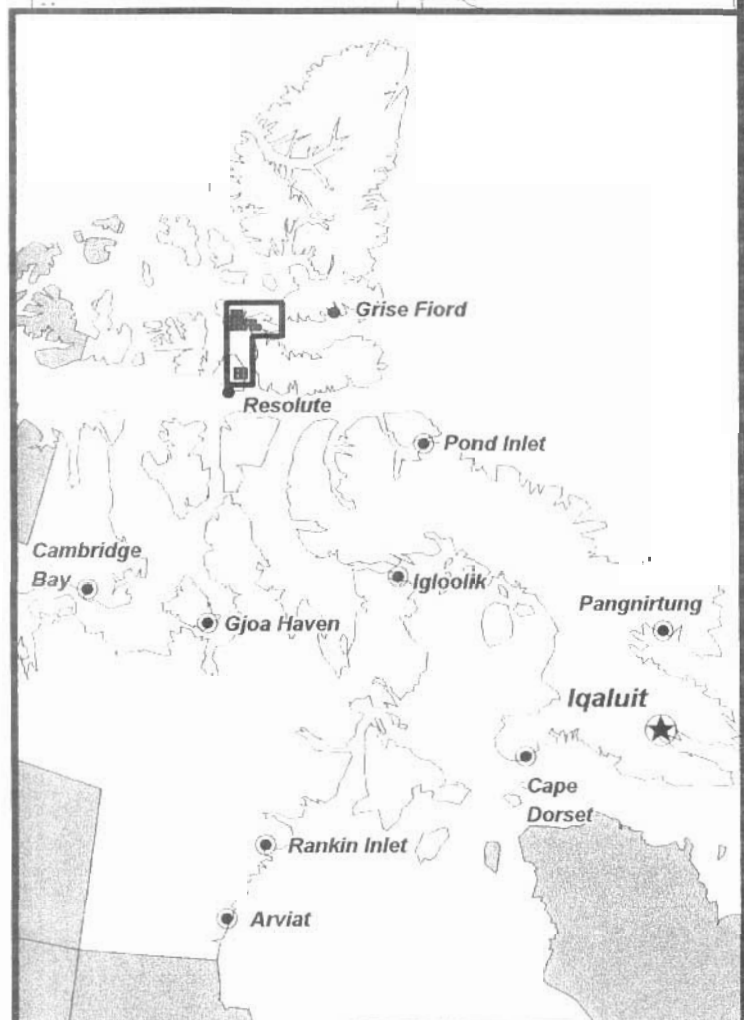 Grise Fiord
Resolute
Pond Inlet
Cambridge
Bay
Igloolik
Gjoa Haven
Pangnirtung
Iqaluit
Cape
Dorset
Rankin Inlet
Arviat